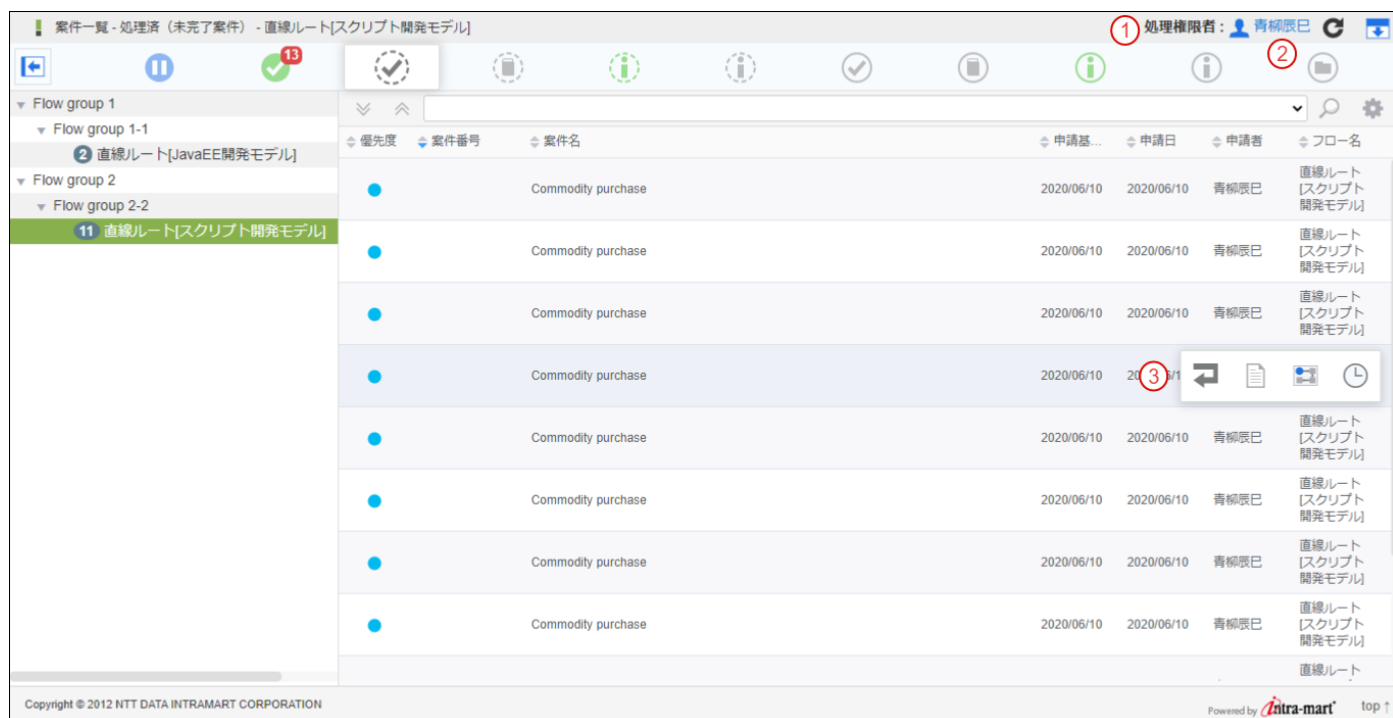 案件一覧 - 処理済（未完了案件） - 直線ルート[スクリプト開発モデル]
1 処理権限者： 青柳辰巳
13
2
Flow group 1
Flow group 1-1
2 直線ルート[JavaEE開発モデル]
Flow group 2
Flow group 2-2
11 直線ルート[スクリプト開発モデル]
優先度 案件番号 案件名 申請基... 申請日 申請者 フロー名
Commodity purchase 2020/06/10 2020/06/10 青柳辰巳 直線ルート
[スクリプト
開発モデル]
Commodity purchase 2020/06/10 2020/06/10 青柳辰巳 直線ルート
[スクリプト
開発モデル]
Commodity purchase 2020/06/10 2020/06/10 青柳辰巳 直線ルート
[スクリプト
開発モデル]
Commodity purchase 2020/06/10 3
Commodity purchase 2020/06/10 2020/06/10 青柳辰巳 直線ルート
[スクリプト
開発モデル]
Commodity purchase 2020/06/10 2020/06/10 青柳辰巳 直線ルート
[スクリプト
開発モデル]
Commodity purchase 2020/06/10 2020/06/10 青柳辰巳 直線ルート
[スクリプト
開発モデル]
Commodity purchase 2020/06/10 2020/06/10 青柳辰巳 直線ルート
[スクリプト
開発モデル]
直線ルート
Copyright © 2012 NTT DATA INTRAMART CORPORATION
Powered by intra-mart top ↑